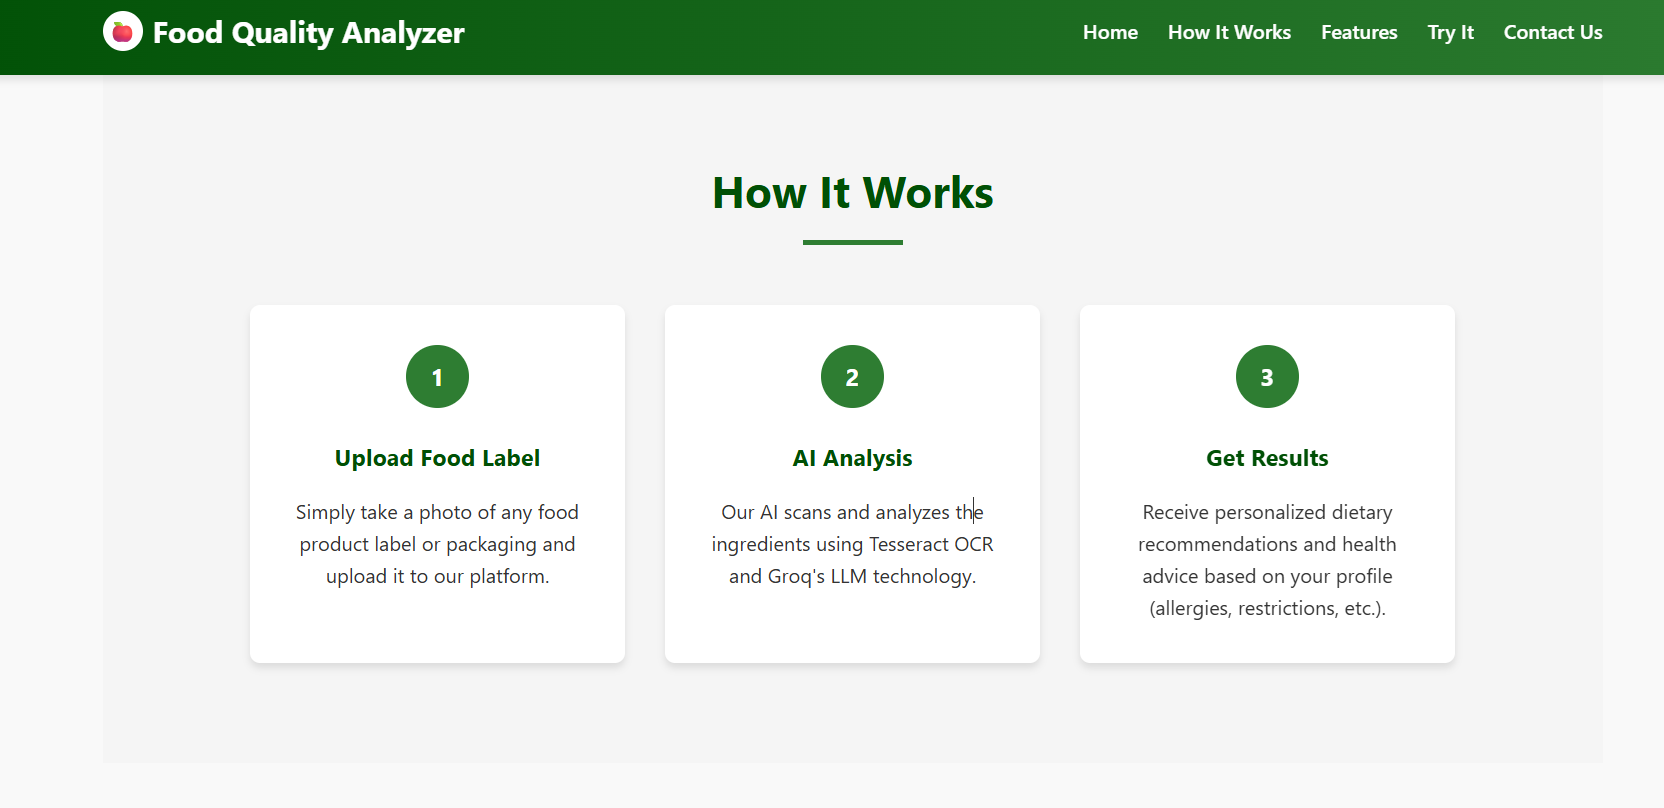 Food Quality Analyzer
Home
How It Works
Features
Try It
Contact Us
How It Works
1
Upload Food Label
Simply take a photo of any food
product label or packaging and
upload it to our platform.
2
AI Analysis
Our AI scans and analyzes the
ingredients using Tesseract OCR
and Groq's LLM technology.
3
Get Results
Receive personalized dietary
recommendations and health
advice based on your profile
(allergies, restrictions, etc.).